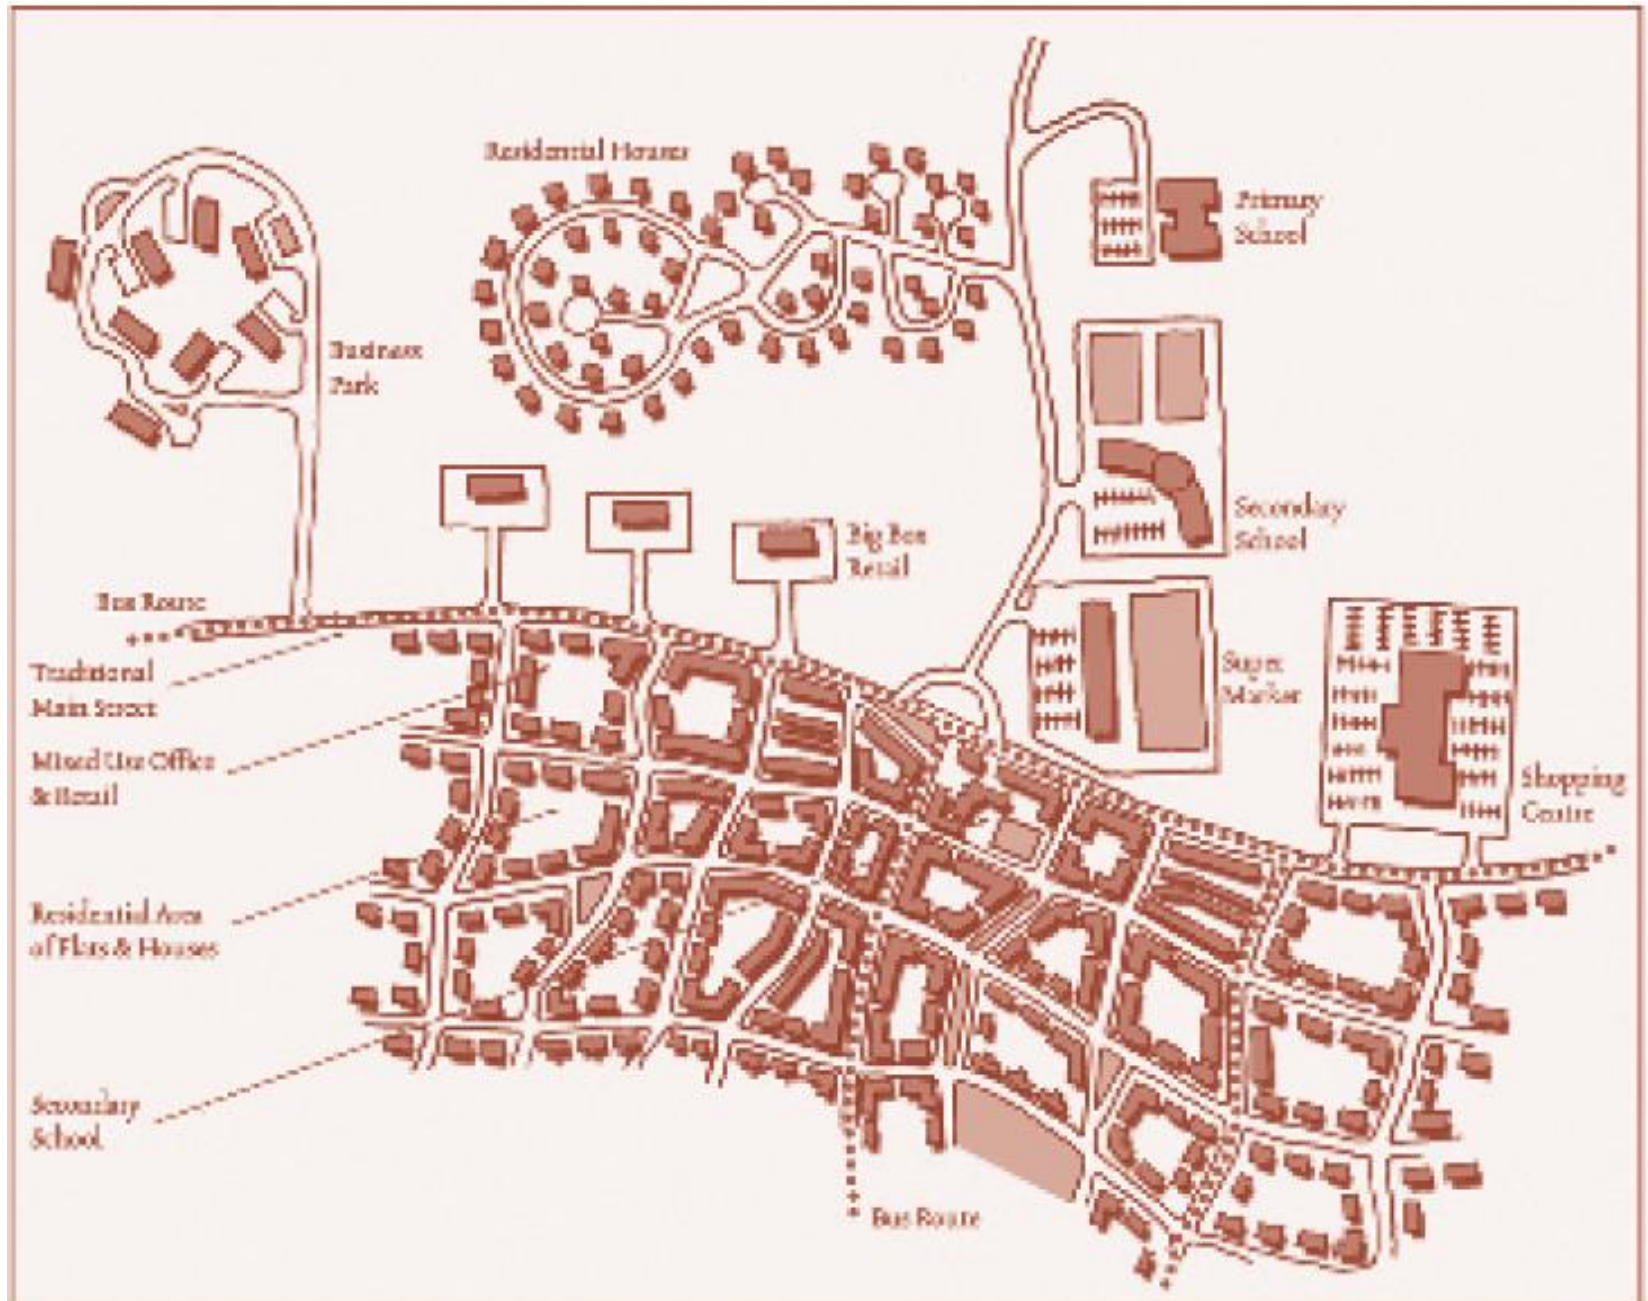 Residential Houses
Primary
School
Business
Park
Secondary
School
Big Box
Retail
Bus Route
Traditional
Main Street
Super
Market
Mixed Use Office
& Retail
Shopping
Centre
Residential Area
of Flats & Houses
Secondary
School
Bus Route